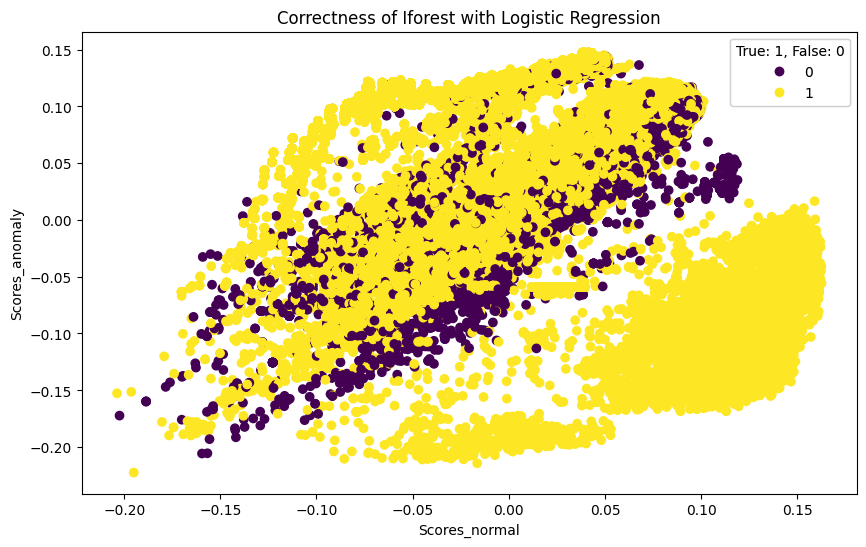 Correctness of Iforest with Logistic Regression
True: 1, False: 0
0
1
0.15
0.10
0.05
0.00
−0.05
−0.10
−0.15
−0.20
Scores_anomaly
−0.20 −0.15 −0.10 −0.05 0.00 0.05 0.10 0.15
Scores_normal